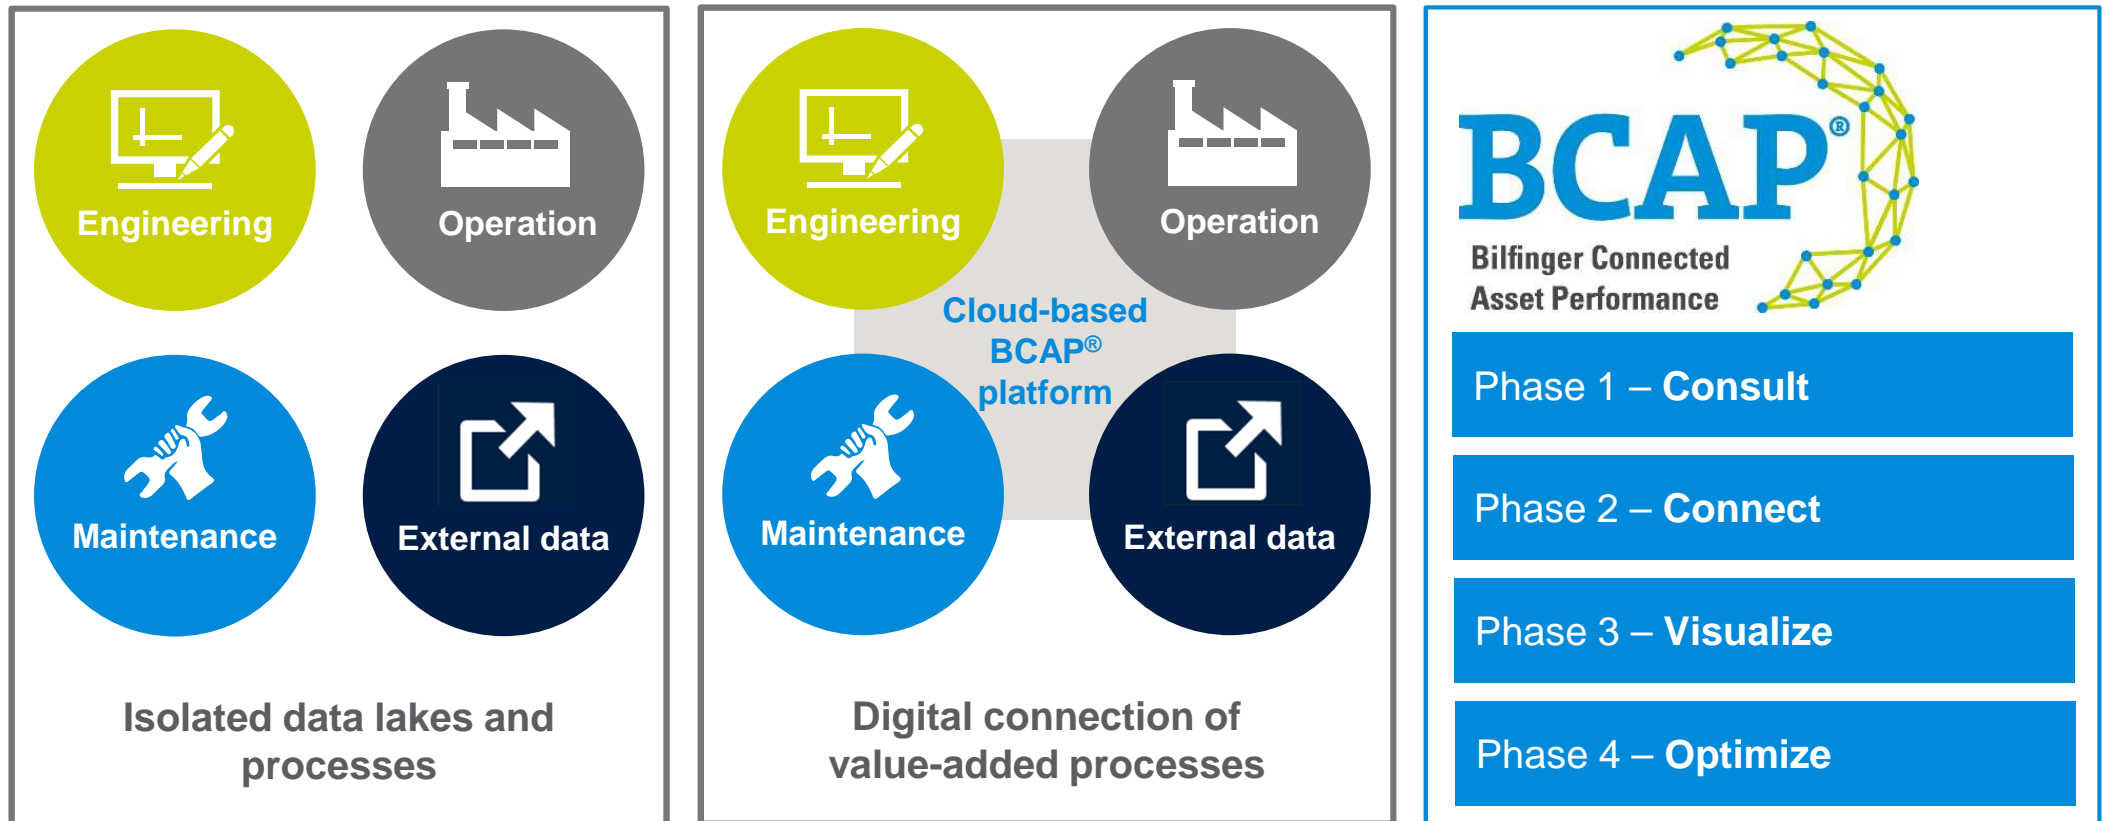 Engineering
Operation
Maintenance
External data
Isolated data lakes and
processes
Engineering
Operation
Cloud-based
BCAP®
platform
Maintenance
External data
Digital connection of
value-added processes
BCAP®
Bilfinger Connected
Asset Performance
Phase 1 – Consult
Phase 2 – Connect
Phase 3 – Visualize
Phase 4 – Optimize